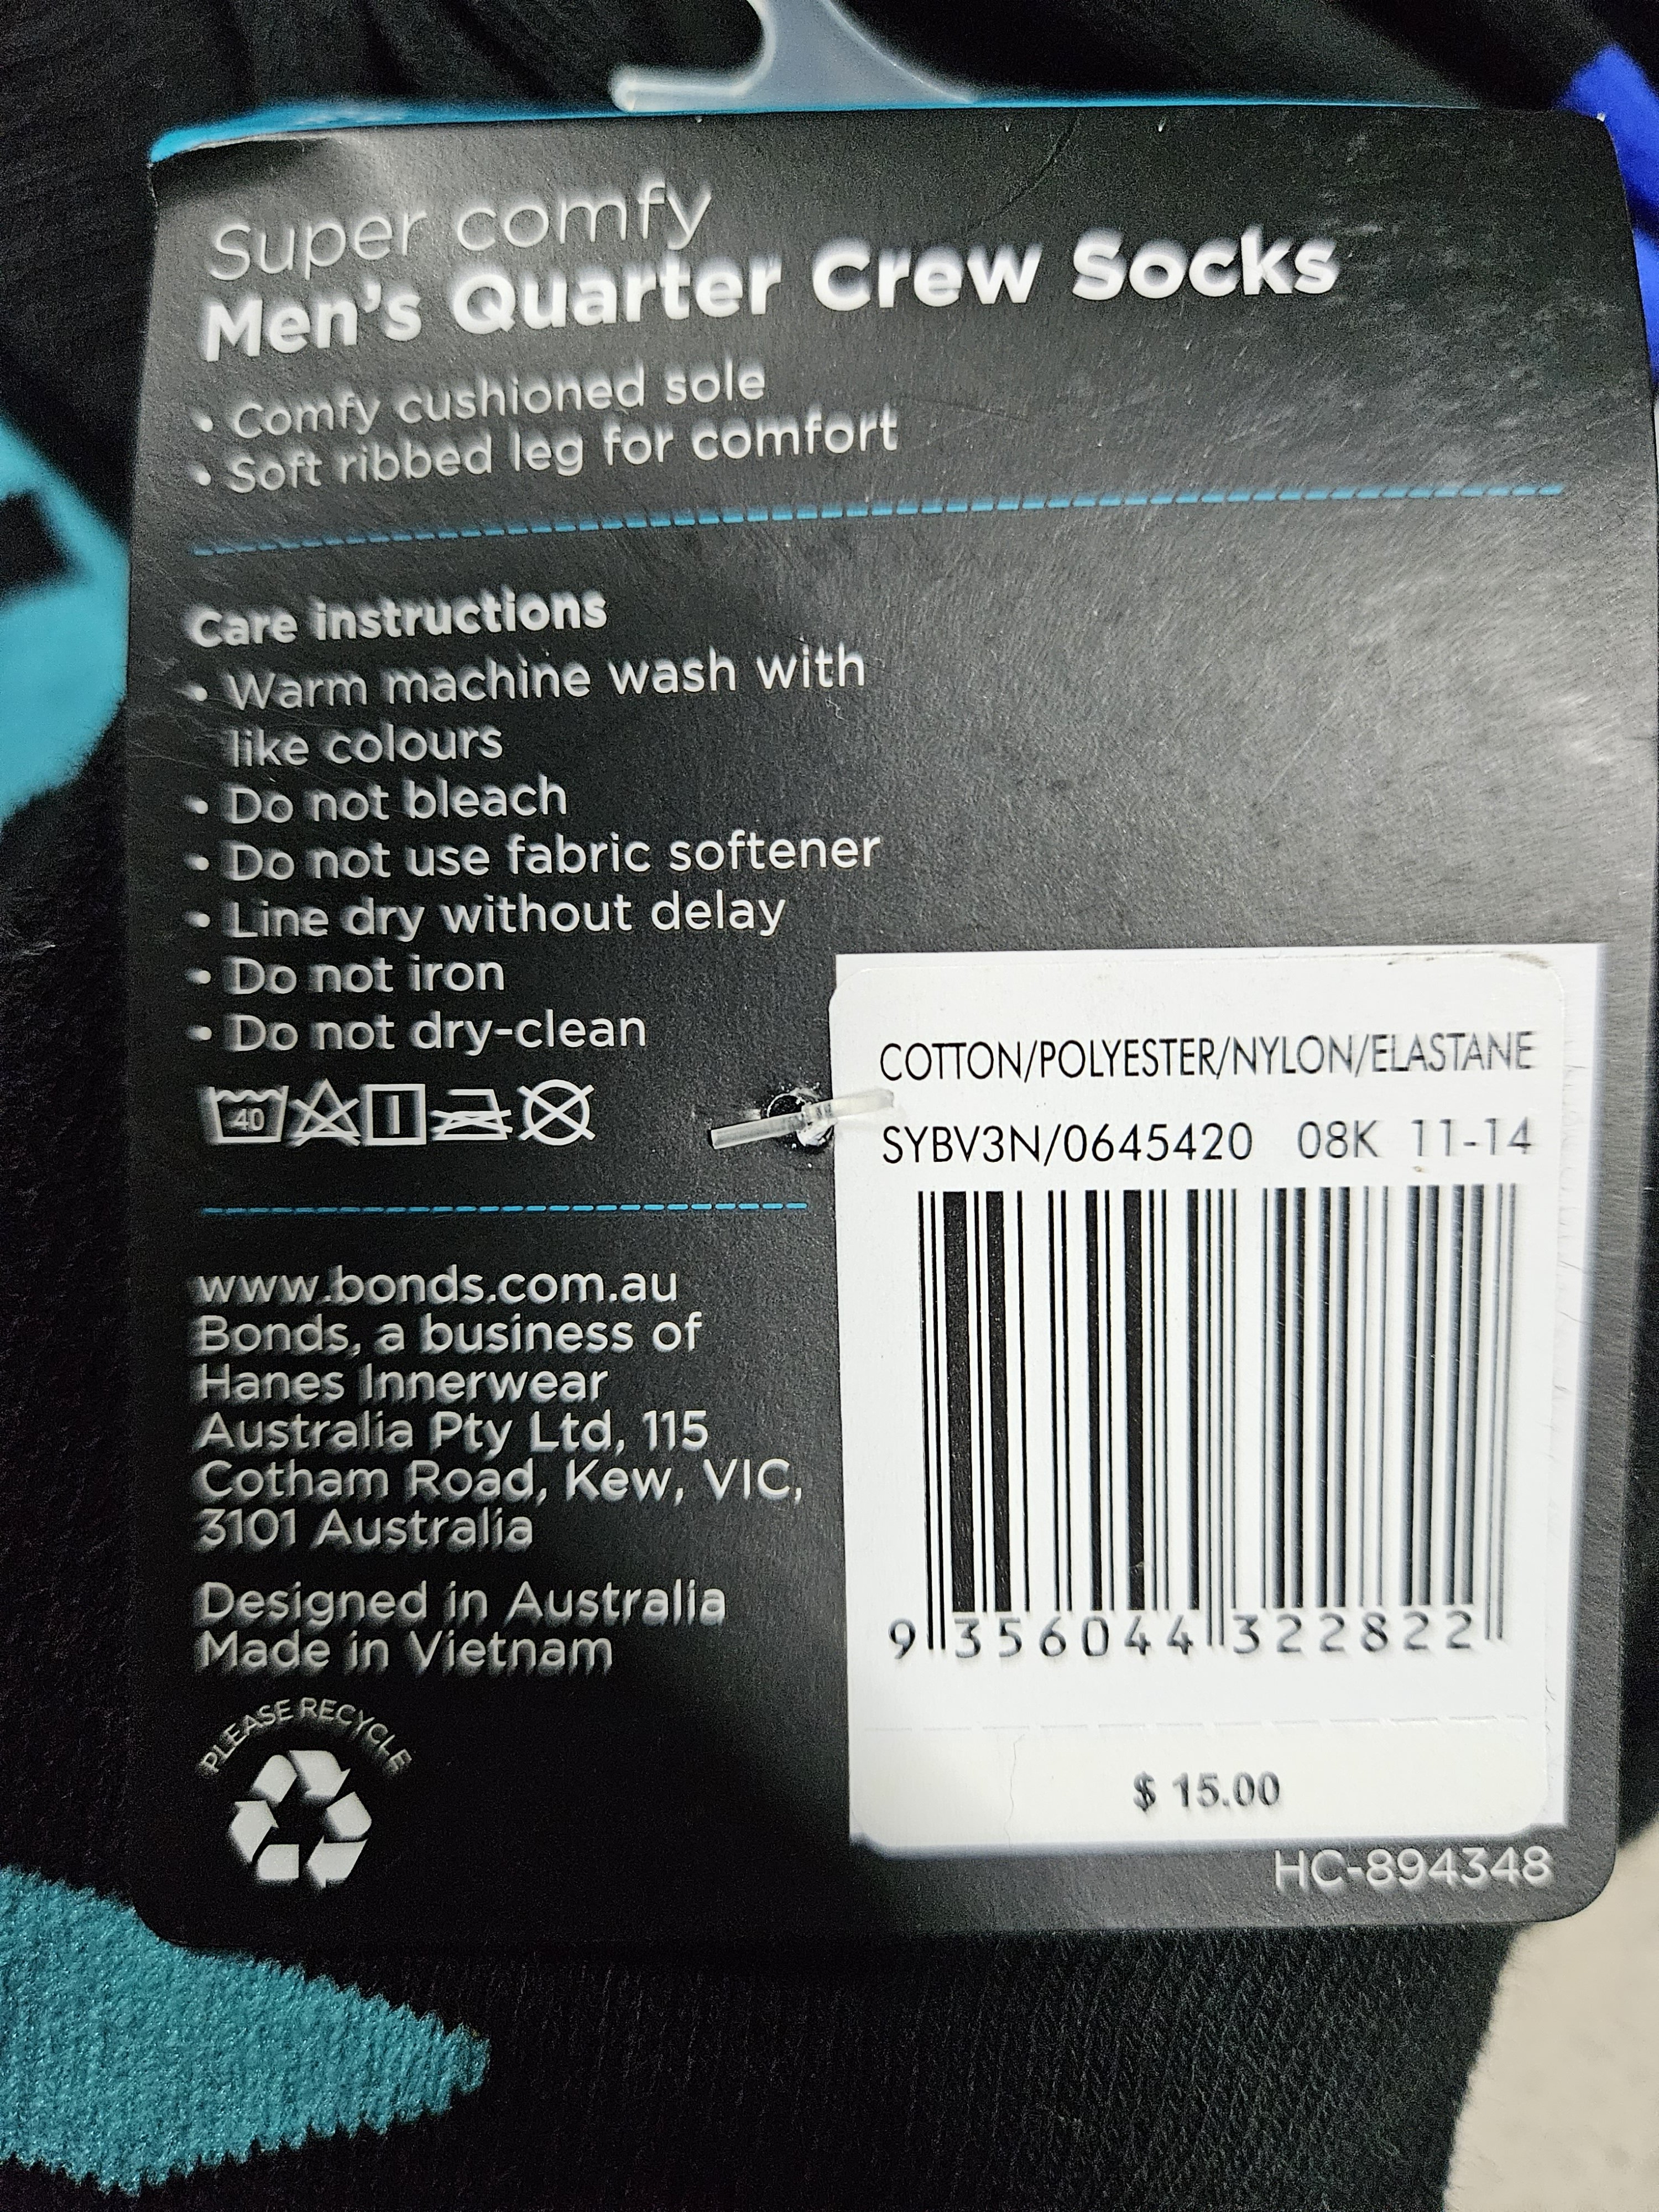 Super comfy
Men's Quarter Crew Socks
• Comfy cushioned sole
• Soft ribbed leg for comfort
Care instructions
• Warm machine wash with
like colours
• Do not bleach
• Do not use fabric softener
• Line dry without delay
• Do not iron
• Do not dry-clean
40
www.bonds.com.au
Bonds, a business of
Hanes Innerwear
Australia Pty Ltd, 115
Cotham Road, Kew, VIC,
3101 Australia
Designed in Australia
Made in Vietnam
PLEASE RECYCLE
COTTON/POLYESTER/NYLON/ELASTANE
SYBV3N/0645420 08K 11-14
9 356044 322822
$ 15.00
HC-894348